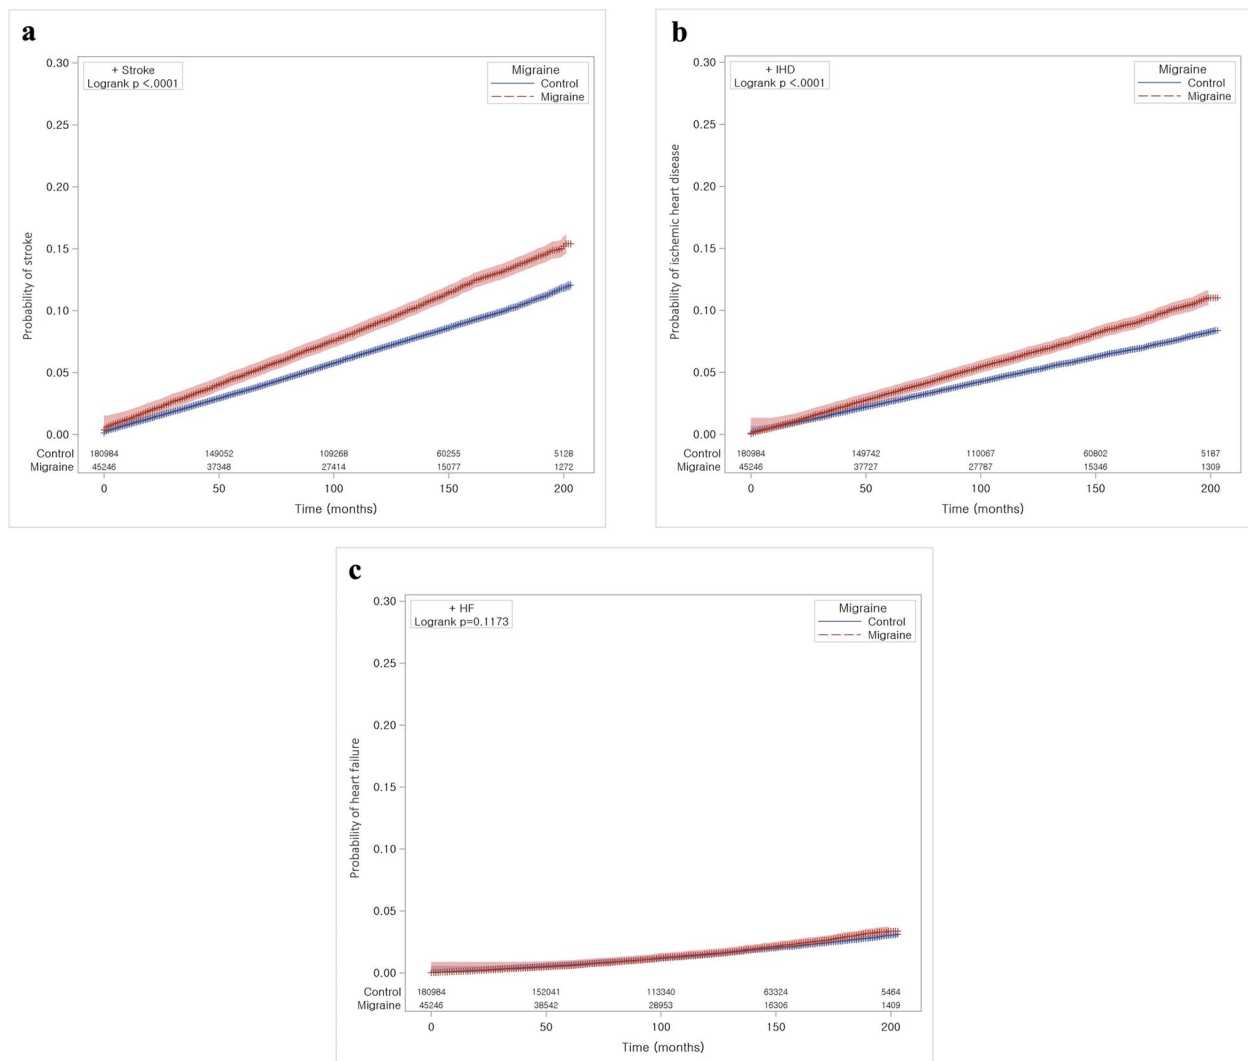 a
+ Stroke
Logrank p <.0001
Migraine
Control
Migraine
0.30
0.25
0.20
0.15
0.10
0.05
0.00
Probability of stroke
Control 180984 149052 109268 60255 5128
Migraine 45246 37348 27414 15077 1272
0 50 100 150 200
Time (months)
b
+ IHD
Logrank p <.0001
Migraine
Control
Migraine
0.30
0.25
0.20
0.15
0.10
0.05
0.00
Probability of ischemic heart disease
Control 180984 149742 110067 60802 5187
Migraine 45246 37727 27787 15346 1309
0 50 100 150 200
Time (months)
c
+ HF
Logrank p=0.1173
Migraine
Control
Migraine
0.30
0.25
0.20
0.15
0.10
0.05
0.00
Probability of heart failure
Control 180984 152041 113340 63324 5464
Migraine 45246 38542 28953 16306 1409
0 50 100 150 200
Time (months)